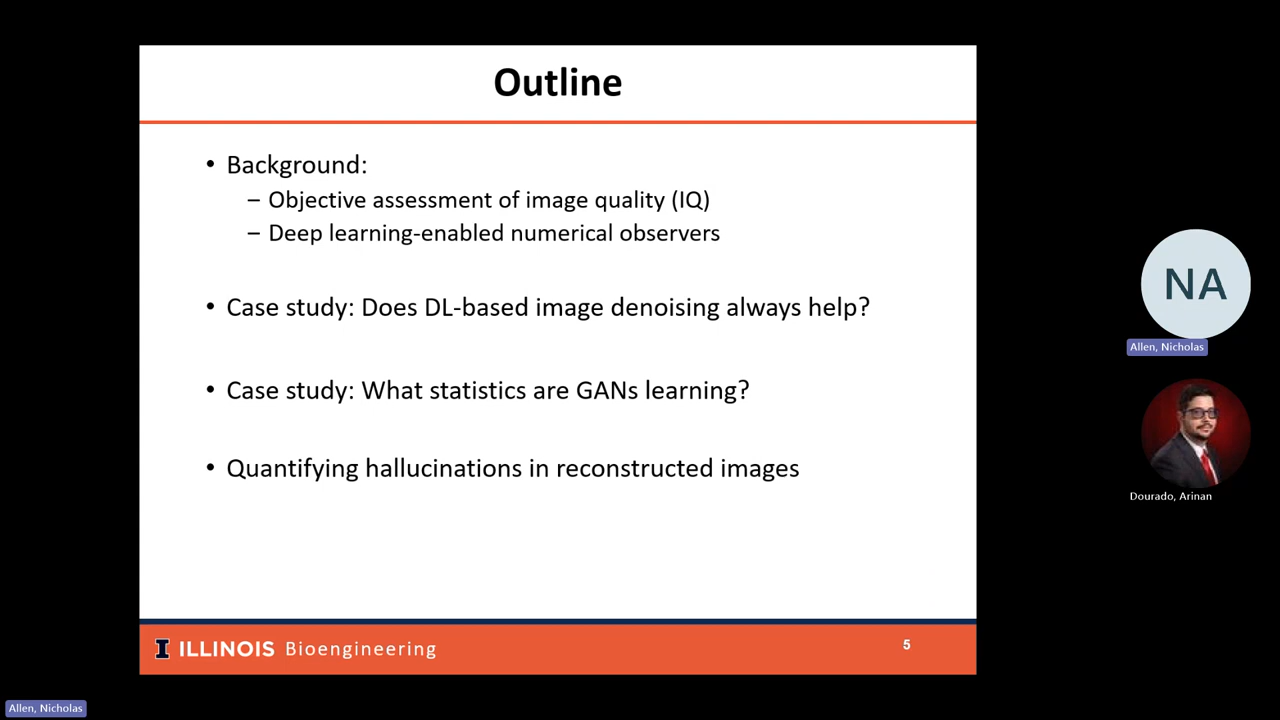 Outline
• Background:
– Objective assessment of image quality (IQ)
– Deep learning-enabled numerical observers
• Case study: Does DL-based image denoising always help?
• Case study: What statistics are GANs learning?
• Quantifying hallucinations in reconstructed images
I ILLINOIS Bioengineering
5
NA
Allen, Nicholas
Dourado, Arinan
Allen, Nicholas